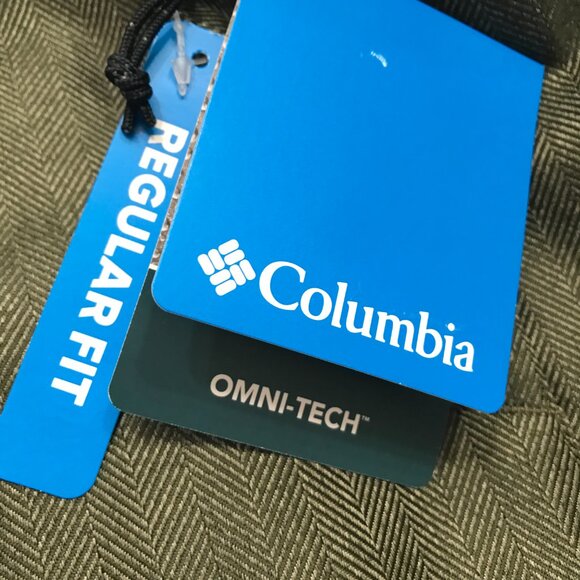 Columbia
REGULAR FIT
OMNI-TECH™